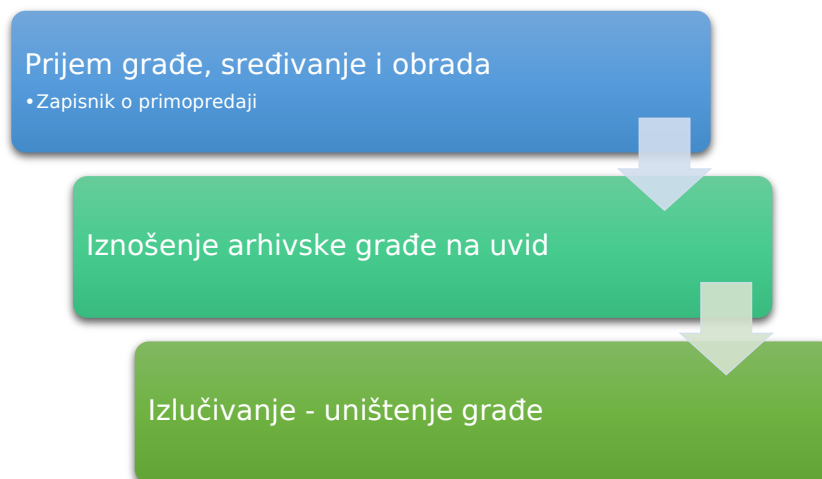 Prijem građe, sređivanje i obrada
•Zapisnik o primopredaji
Iznošenje arhivske građe na uvid
Izlučivanje - uništenje građe